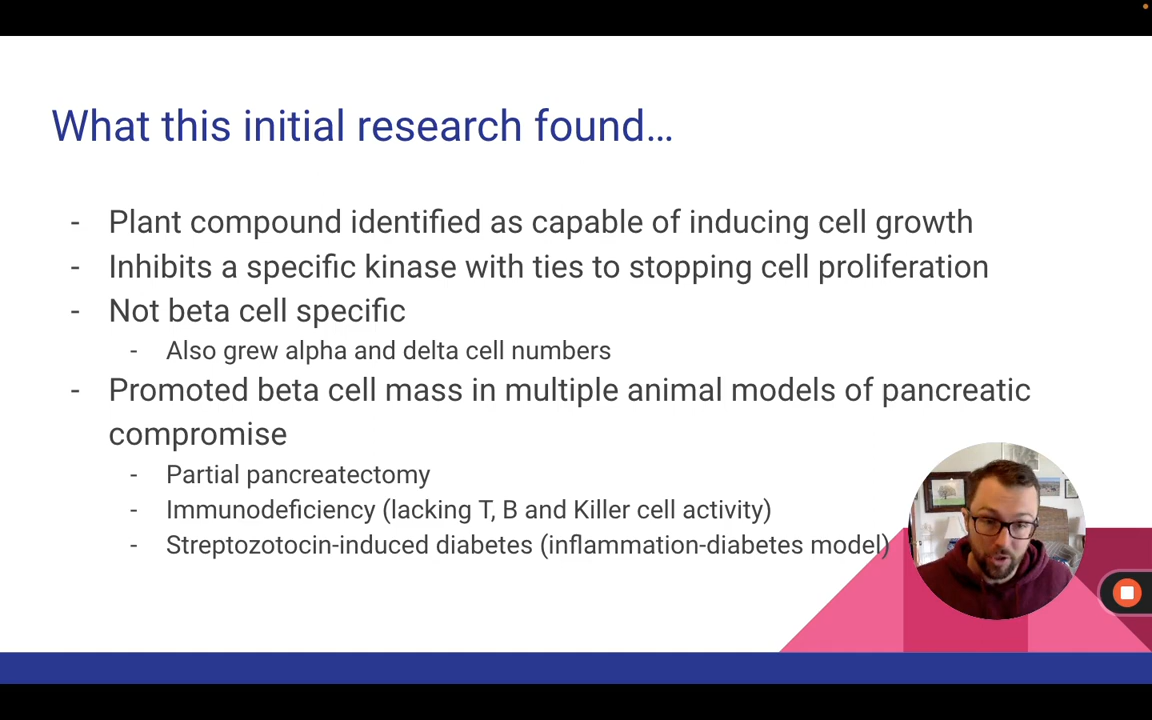 What this initial research found...
- Plant compound identified as capable of inducing cell growth
- Inhibits a specific kinase with ties to stopping cell proliferation
- Not beta cell specific
- Also grew alpha and delta cell numbers
- Promoted beta cell mass in multiple animal models of pancreatic
compromise
- Partial pancreatectomy
- Immunodeficiency (lacking T, B and Killer cell activity)
- Streptozotocin-induced diabetes (inflammation-diabetes model)